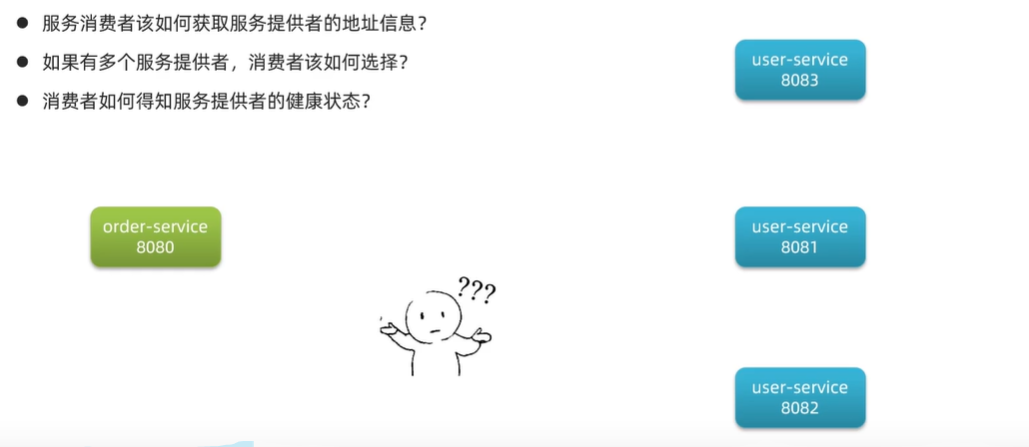 ● 服务消费者该如何获取服务提供者的地址信息?
● 如果有多个服务提供者，消费者该如何选择?
● 消费者如何得知服务提供者的健康状态?
user-service
8083
order-service
8080
user-service
8081
???
user-service
8082